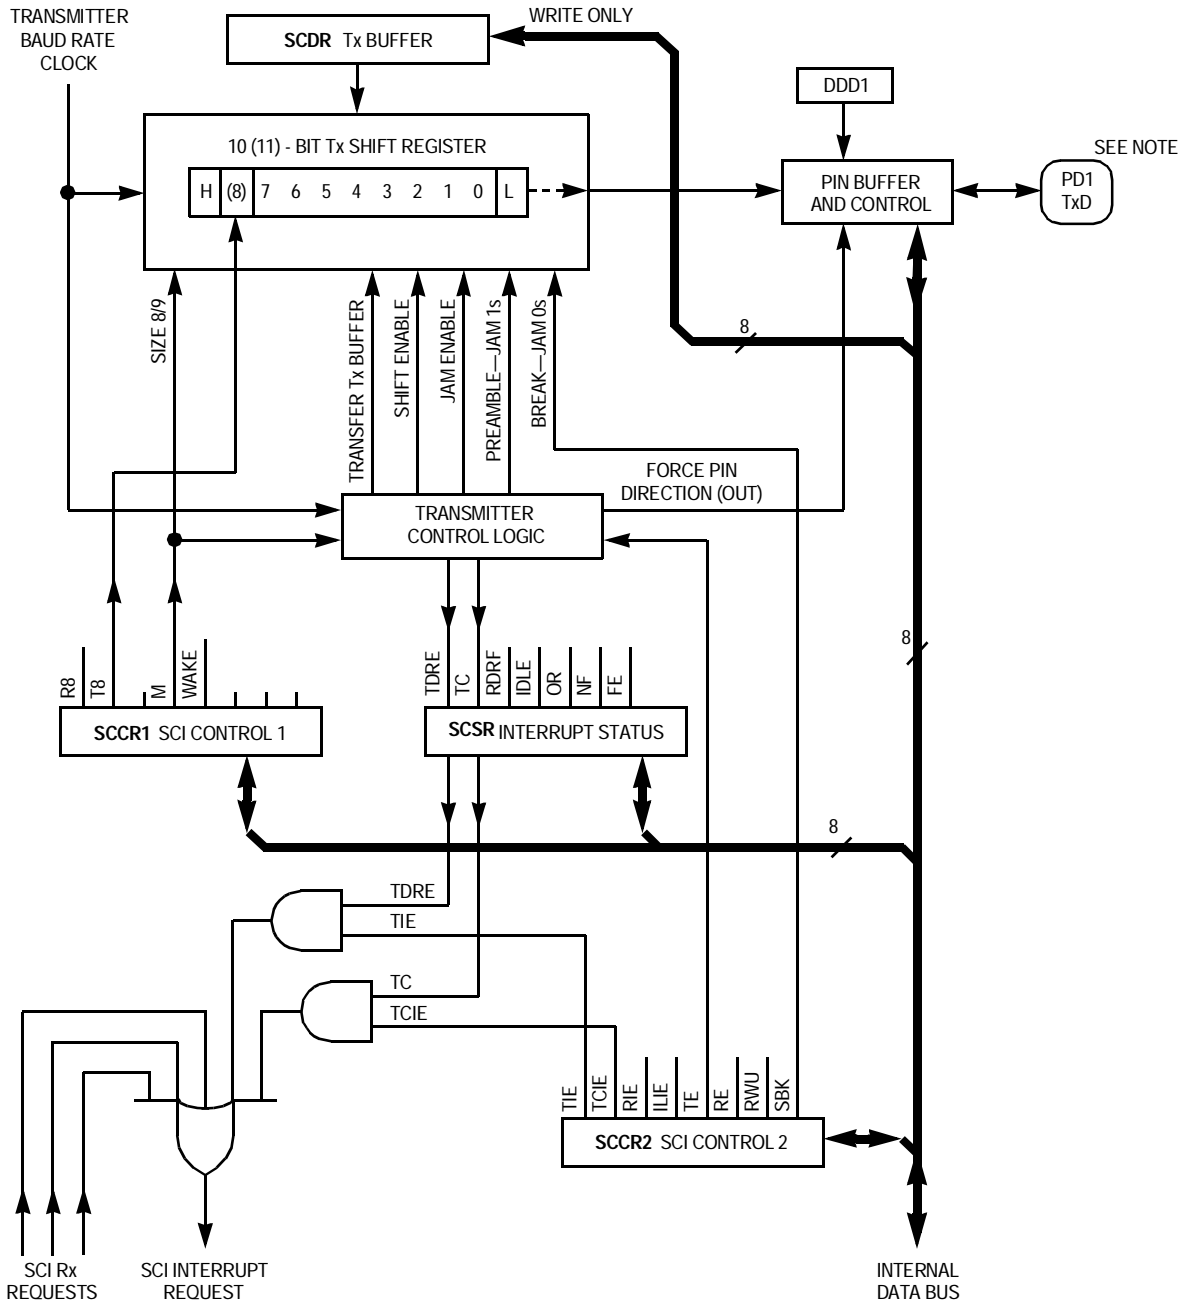 TRANSMITTER
BAUD RATE
CLOCK
SCDR Tx BUFFER
WRITE ONLY
DDD1
10 (11) - BIT Tx SHIFT REGISTER
H (8) 7 6 5 4 3 2 1 0 L
PIN BUFFER
AND CONTROL
SEE NOTE
PD1
TxD
SIZE 8/9
TRANSFER Tx BUFFER
SHIFT ENABLE
JAM ENABLE
PREAMBLE—JAM 1s
BREAK—JAM 0s
8
FORCE PIN
DIRECTION (OUT)
TRANSMITTER
CONTROL LOGIC
8
R8
T8
M
WAKE
TDRE
TC
RDRF
IDLE
OR
NF
FE
SCCR1 SCI CONTROL 1
SCSR INTERRUPT STATUS
8
TDRE
TIE
TC
TCIE
TIE
TCIE
RIE
ILIE
TE
RE
RWU
SBK
SCCR2 SCI CONTROL 2
SCI Rx
REQUESTS
SCI INTERRUPT
REQUEST
INTERNAL
DATA BUS